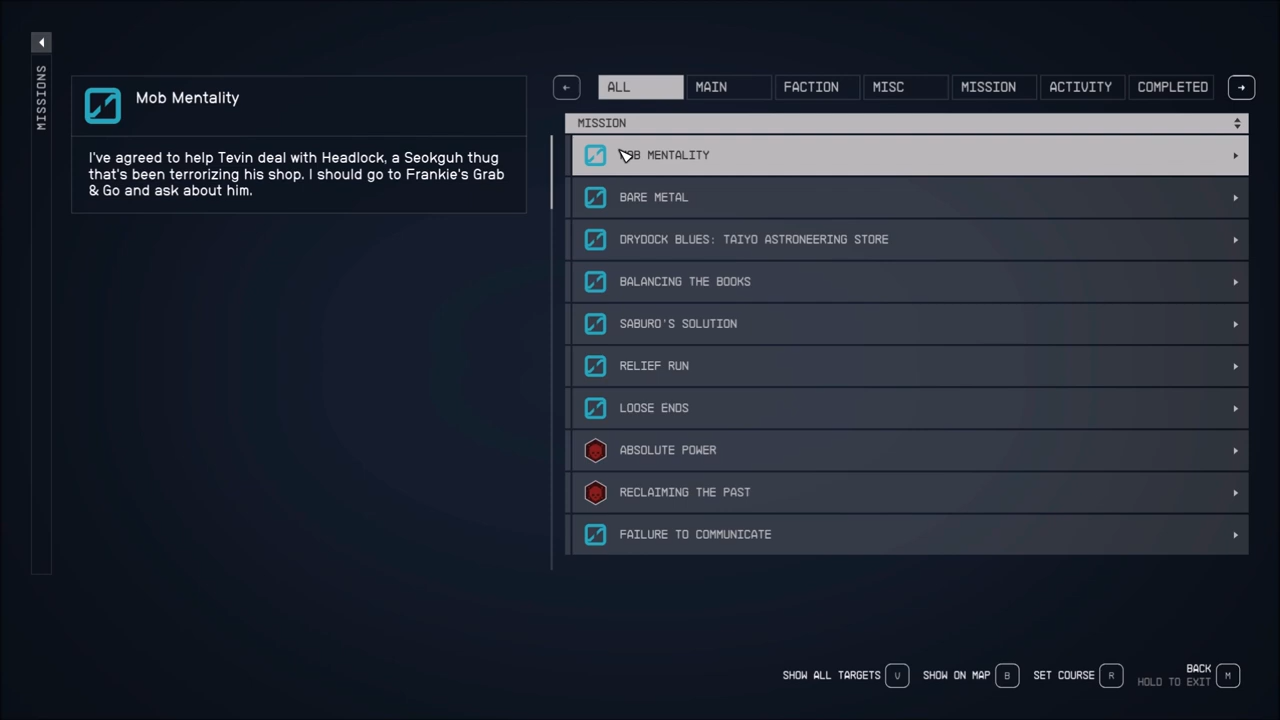 MISSIONS
Mob Mentality
I've agreed to help Tevin deal with Headlock, a Seokguh thug
that's been terrorizing his shop. I should go to Frankie's Grab
& Go and ask about him.
ALL
MAIN
FACTION
MISC
MISSION
ACTIVITY
COMPLETED
MISSION
MOB MENTALITY
BARE METAL
DRYDOCK BLUES: TAIYO ASTRONEERING STORE
BALANCING THE BOOKS
SABURO'S SOLUTION
RELIEF RUN
LOOSE ENDS
ABSOLUTE POWER
RECLAIMING THE PAST
FAILURE TO COMMUNICATE
SHOW ALL TARGETS V
SHOW ON MAP B
SET COURSE R
BACK
HOLD TO EXIT M